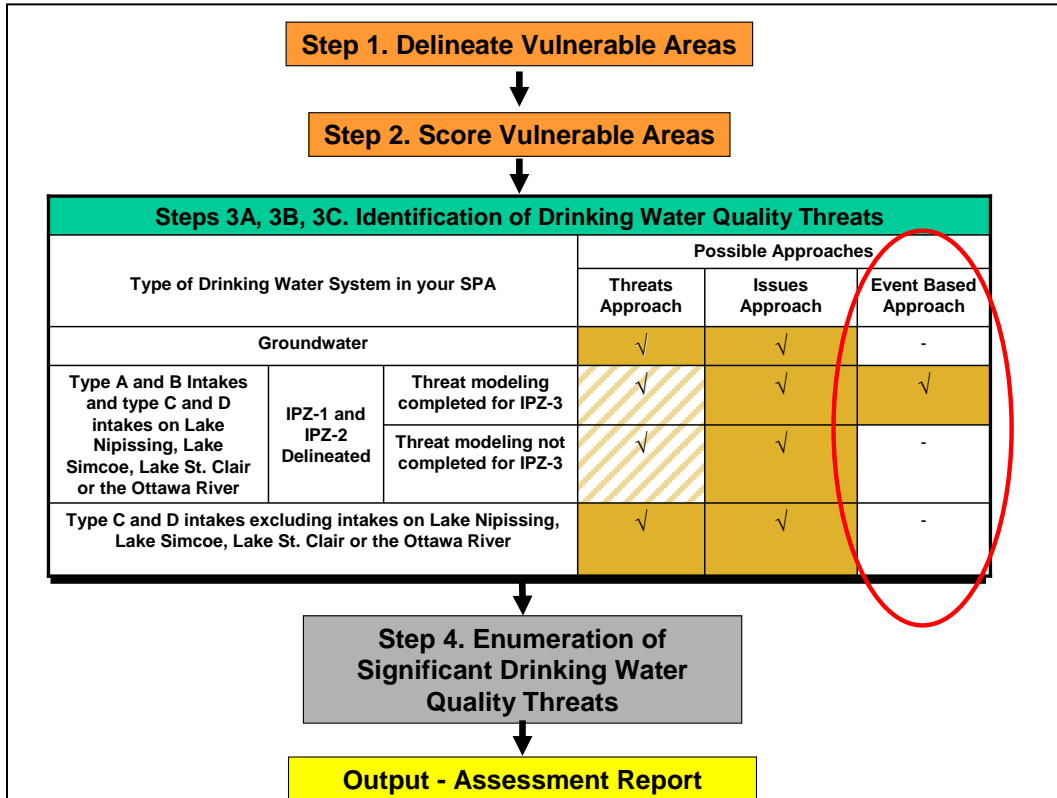 Step 1. Delineate Vulnerable Areas
Step 2. Score Vulnerable Areas
Steps 3A, 3B, 3C. Identification of Drinking Water Quality Threats
Type of Drinking Water System in your SPA
Possible Approaches
Threats
Approach
Issues
Approach
Event Based
Approach
Groundwater
√
√
-
Type A and B Intakes
and type C and D
intakes on Lake
Nipissing, Lake
Simcoe, Lake St. Clair
or the Ottawa River
IPZ-1 and
IPZ-2
Delineated
Threat modeling
completed for IPZ-3
√
√
√
Threat modeling not
completed for IPZ-3
√
√
-
Type C and D intakes excluding intakes on Lake Nipissing,
Lake Simcoe, Lake St. Clair or the Ottawa River
√
√
-
Step 4. Enumeration of
Significant Drinking Water
Quality Threats
Output - Assessment Report